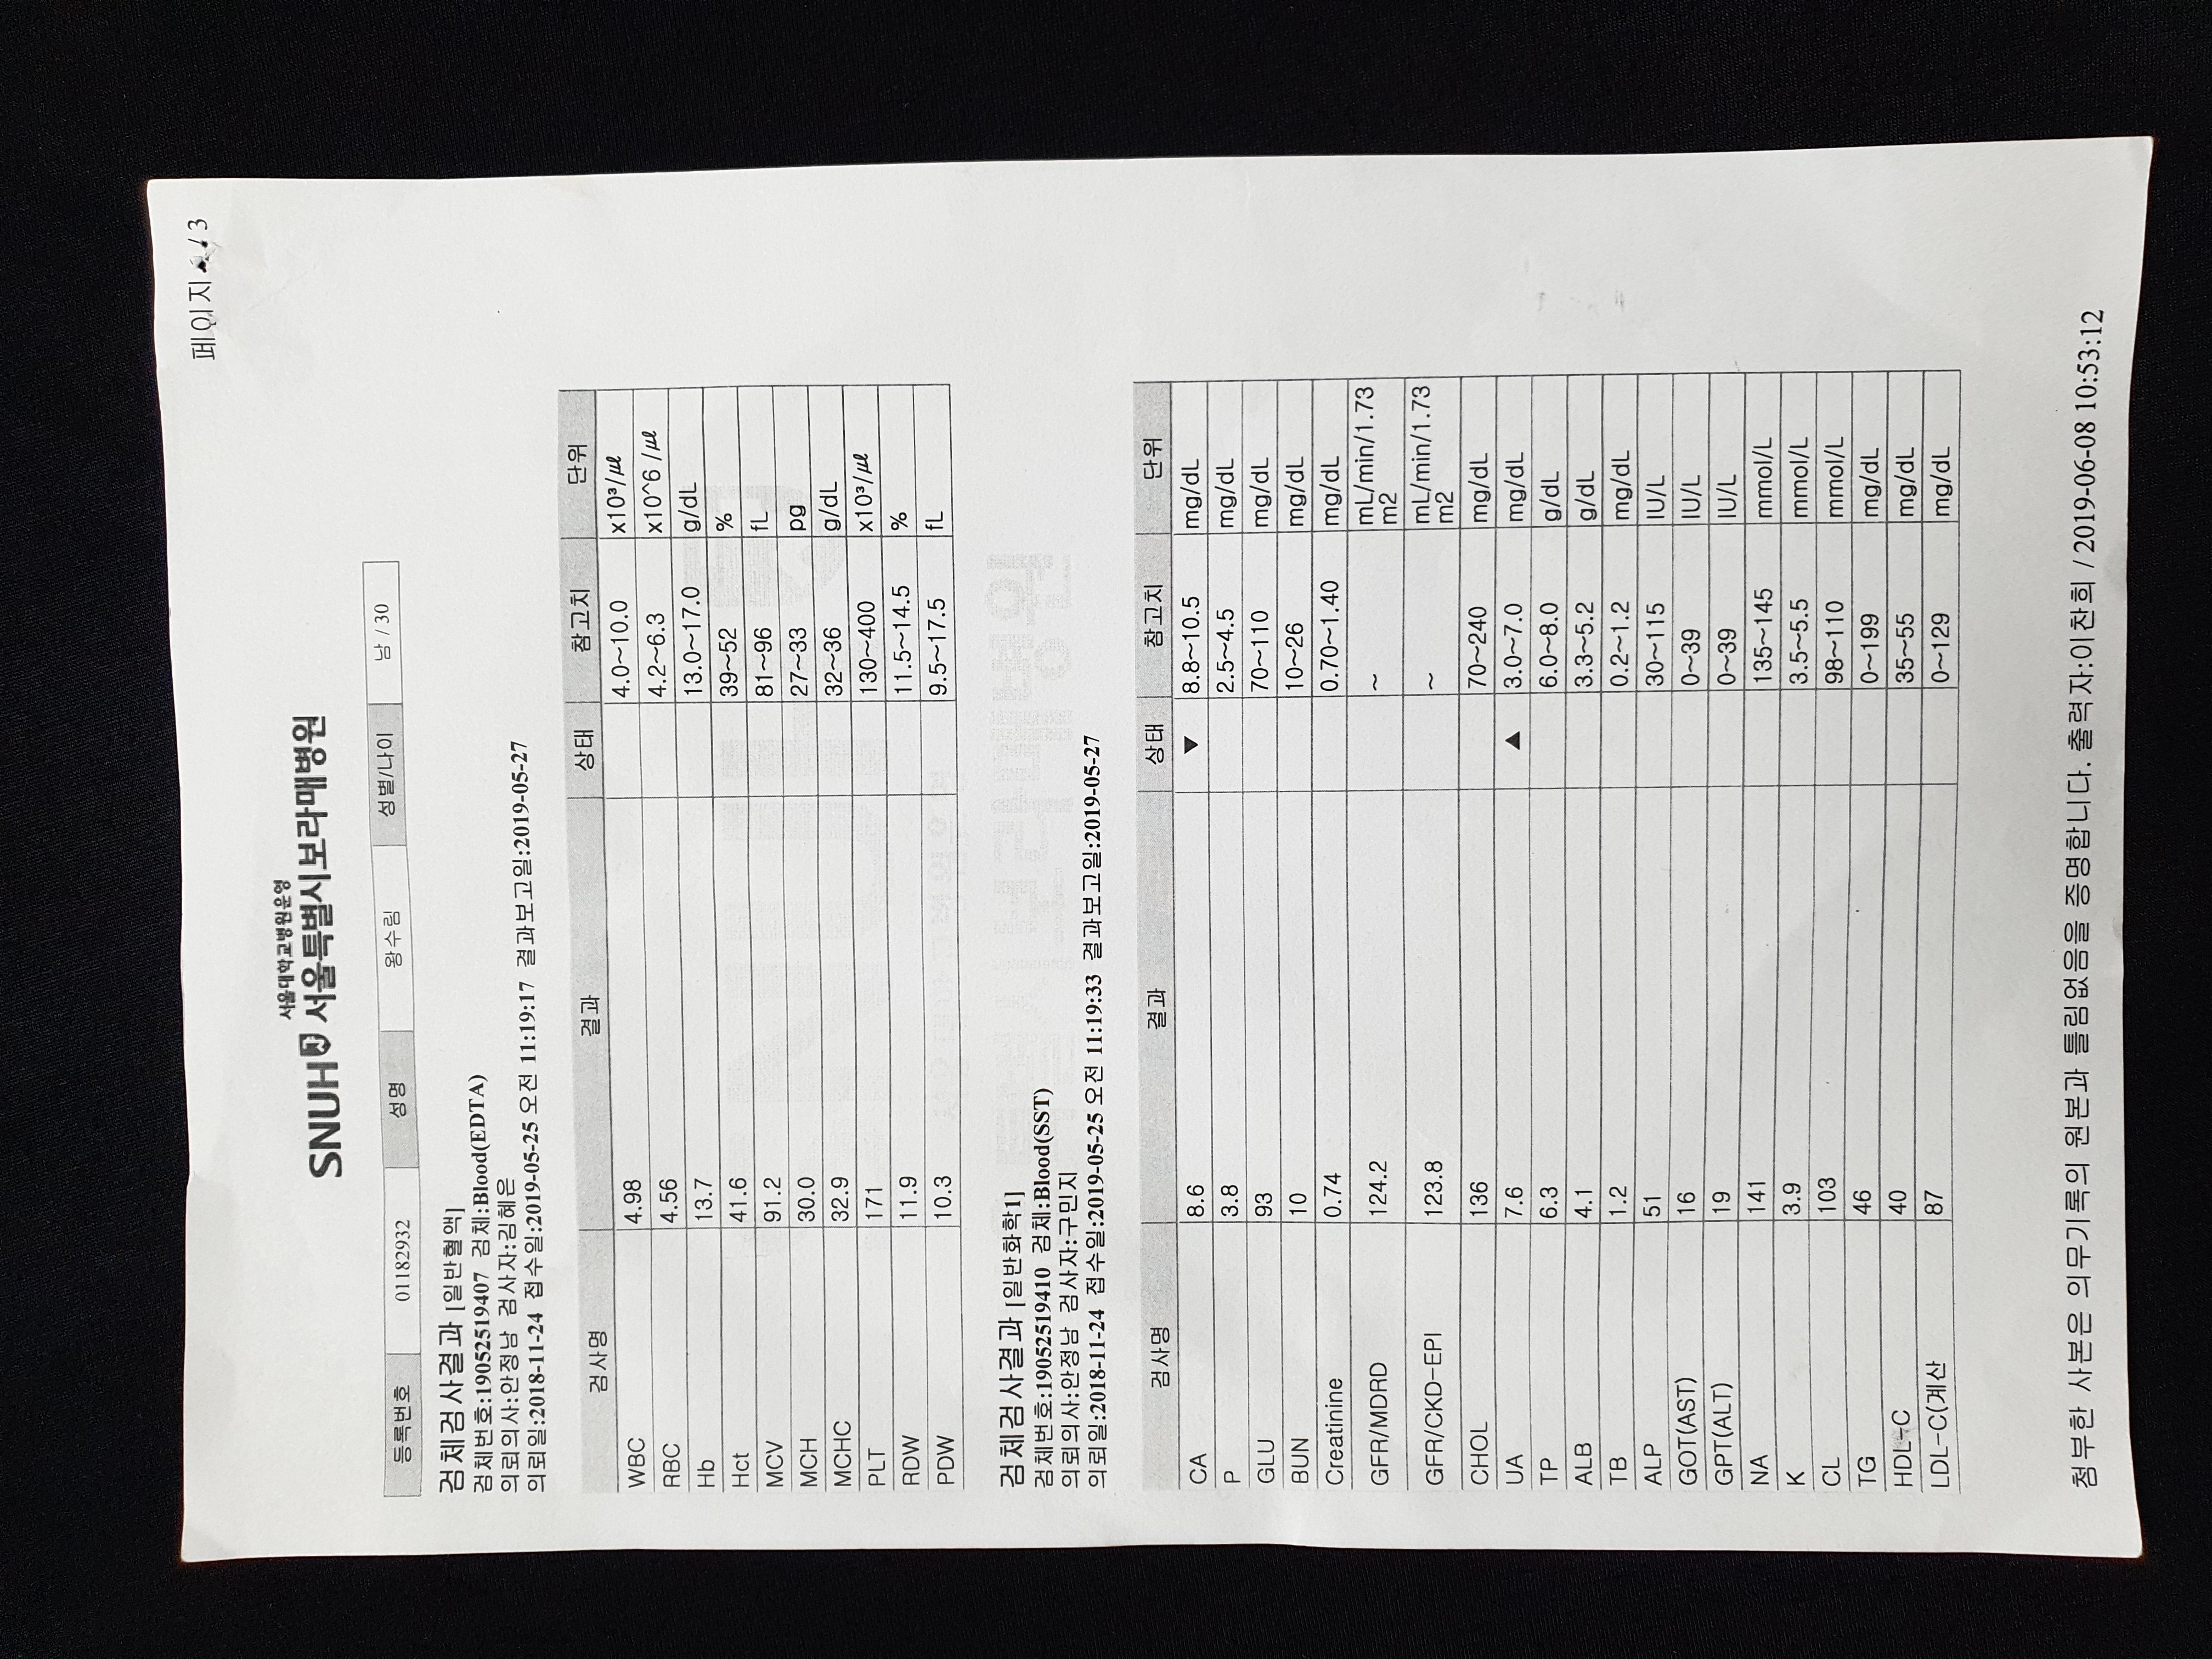 페이지 / 3
서울대학교병원운영
SNUH 서울특별시보라매병원
등록번호 01182932 성명 왕수림 성별/나이 남 / 30
검체검사결과 [일반혈액]
검체번호:19052519407 검체:Blood(EDTA)
의뢰의사:안정남 검사자:김혜은
의뢰일:2018-11-24 접수일:2019-05-25 오전 11:19:17 결과보고일:2019-05-27
검사명 결과 상태 참고치 단위
WBC 4.98 4.0~10.0 x10³/㎕
RBC 4.56 4.2~6.3 x10^6 /㎕
Hb 13.7 13.0~17.0 g/dL
Hct 41.6 39~52 %
MCV 91.2 81~96 fL
MCH 30.0 27~33 pg
MCHC 32.9 32~36 g/dL
PLT 171 130~400 x10³/㎕
RDW 11.9 11.5~14.5 %
PDW 10.3 9.5~17.5 fL
검체검사결과 [일반화학1]
검체번호:19052519410 검체:Blood(SST)
의뢰의사:안정남 검사자:구민지
의뢰일:2018-11-24 접수일:2019-05-25 오전 11:19:33 결과보고일:2019-05-27
검사명 결과 상태 참고치 단위
CA 8.6 ▼ 8.8~10.5 mg/dL
P 3.8 2.5~4.5 mg/dL
GLU 93 70~110 mg/dL
BUN 10 10~26 mg/dL
Creatinine 0.74 0.70~1.40 mg/dL
GFR/MDRD 124.2 ~ mL/min/1.73
m2
GFR/CKD-EPI 123.8 ~ mL/min/1.73
m2
CHOL 136 70~240 mg/dL
UA 7.6 ▲ 3.0~7.0 mg/dL
TP 6.3 6.0~8.0 g/dL
ALB 4.1 3.3~5.2 g/dL
TB 1.2 0.2~1.2 mg/dL
ALP 51 30~115 IU/L
GOT(AST) 16 0~39 IU/L
GPT(ALT) 19 0~39 IU/L
NA 141 135~145 mmol/L
K 3.9 3.5~5.5 mmol/L
CL 103 98~110 mmol/L
TG 46 0~199 mg/dL
HDL-C 40 35~55 mg/dL
LDL-C(계산 87 0~129 mg/dL
첨부한 사본은 의무기록의 원본과 틀림없음을 증명합니다. 출력자:이찬희 / 2019-06-08 10:53:12